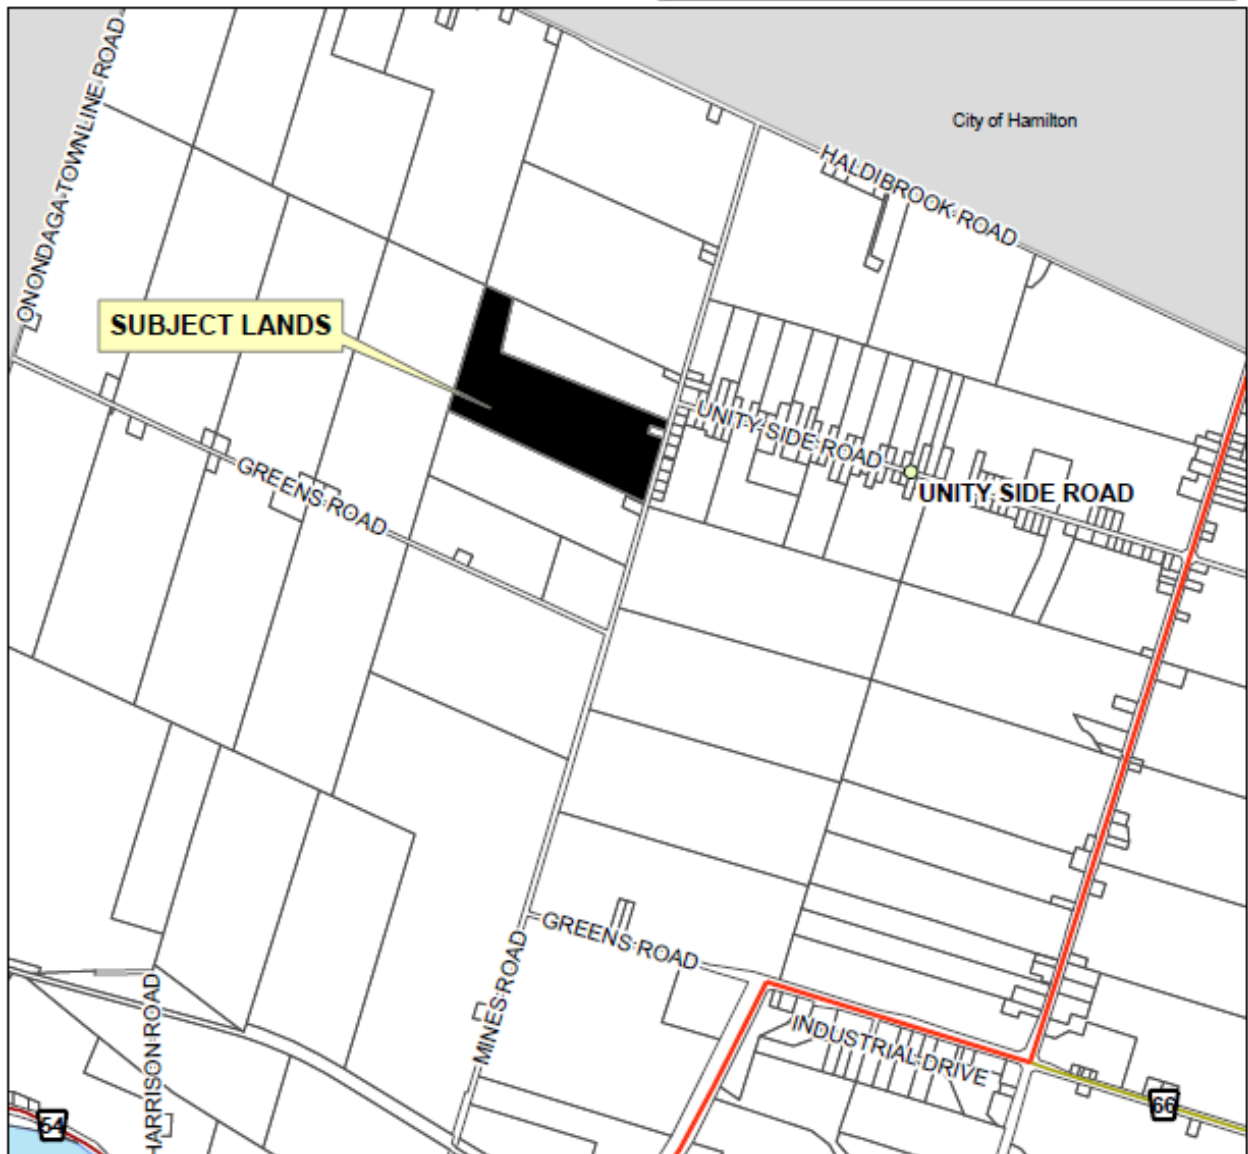 ONONDAGA TOWNLINE ROAD
City of Hamilton
HALDIBROOK ROAD
SUBJECT LANDS
UNITY SIDE ROAD
UNITY SIDE ROAD
GREENS ROAD
GREENS ROAD
MINES ROAD
HARRISON ROAD
INDUSTRIAL DRIVE
54
66